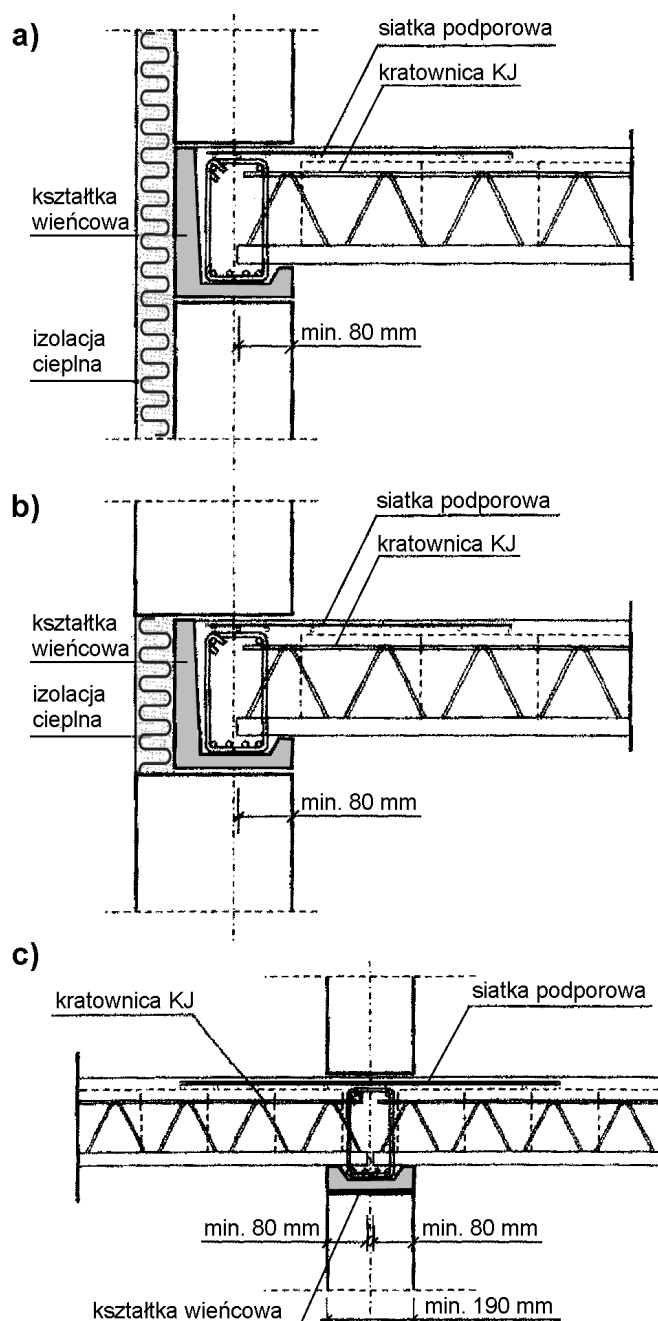 a)
siatka podporowa
kratownica KJ
kształtka
wieńcowa
izolacja
cieplna
min. 80 mm
b)
siatka podporowa
kratownica KJ
kształtka
wieńcowa
izolacja
cieplna
min. 80 mm
c)
kratownica KJ
siatka podporowa
min. 80 mm
min. 80 mm
kształtka wieńcowa
min. 190 mm